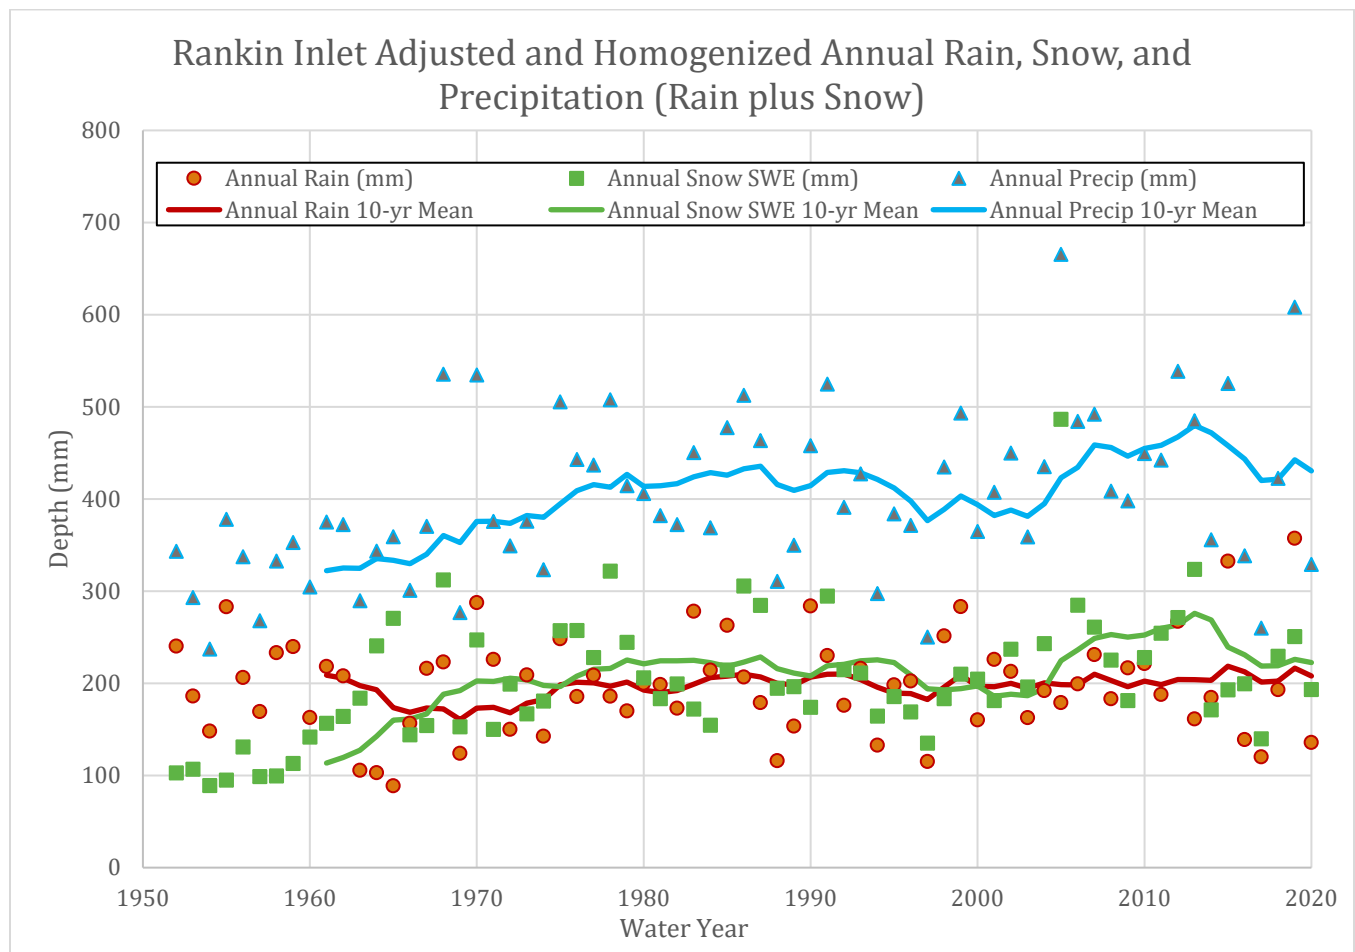 Rankin Inlet Adjusted and Homogenized Annual Rain, Snow, and
Precipitation (Rain plus Snow)
800
700
600
500
400
300
200
100
0
Depth (mm)
Annual Rain (mm)
Annual Snow SWE (mm)
Annual Precip (mm)
Annual Rain 10-yr Mean
Annual Snow SWE 10-yr Mean
Annual Precip 10-yr Mean
1950 1960 1970 1980 1990 2000 2010 2020
Water Year